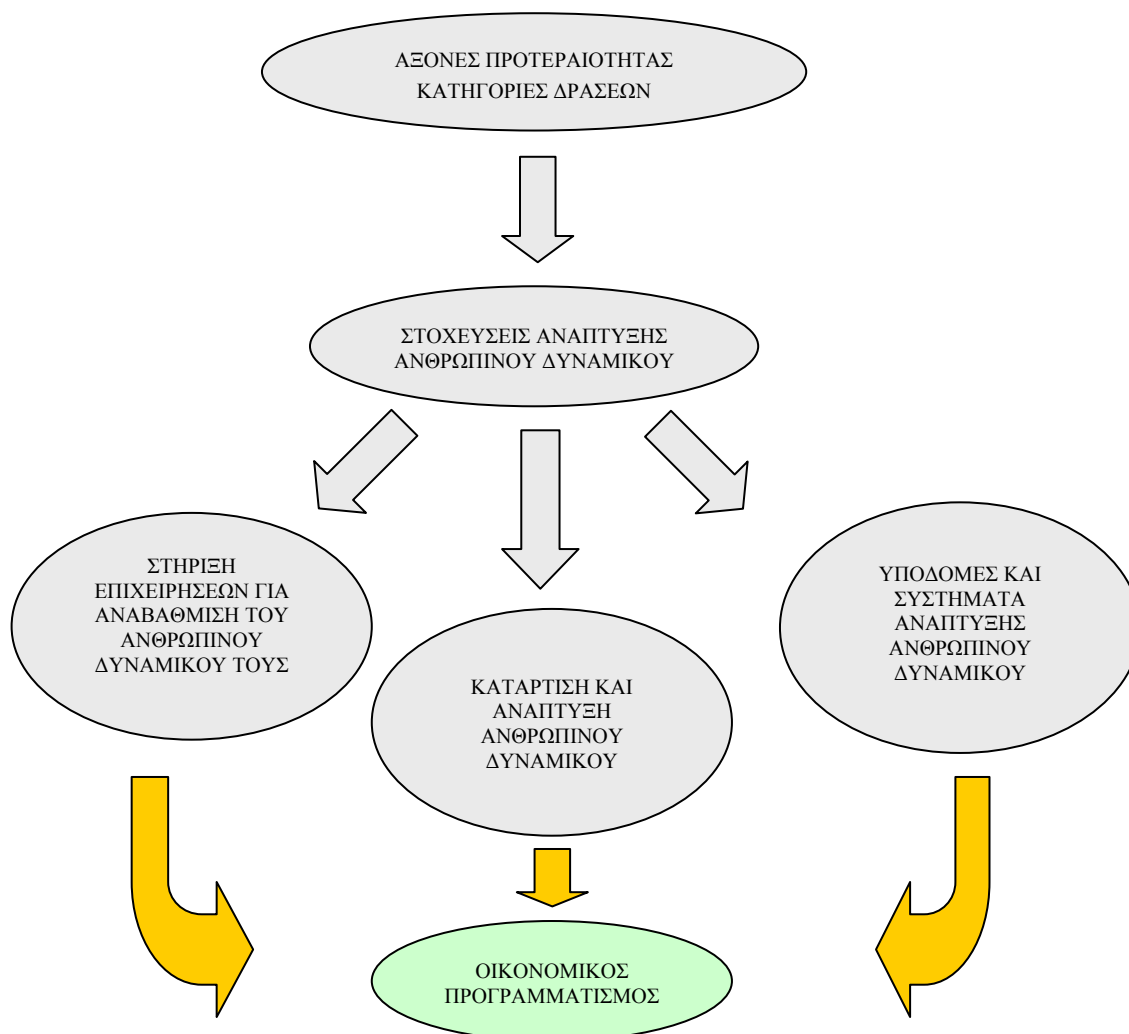 ΑΞΟΝΕΣ ΠΡΟΤΕΡΑΙΟΤΗΤΑΣ
ΚΑΤΗΓΟΡΙΕΣ ΔΡΑΣΕΩΝ
ΣΤΟΧΕΥΣΕΙΣ ΑΝΑΠΤΥΞΗΣ
ΑΝΘΡΩΠΙΝΟΥ ΔΥΝΑΜΙΚΟΥ
ΣΤΗΡΙΞΗ
ΕΠΙΧΕΙΡΗΣΕΩΝ ΓΙΑ
ΑΝΑΒΑΘΜΙΣΗ ΤΟΥ
ΑΝΘΡΩΠΙΝΟΥ
ΔΥΝΑΜΙΚΟΥ ΤΟΥΣ
ΚΑΤΑΡΤΙΣΗ ΚΑΙ
ΑΝΑΠΤΥΞΗ
ΑΝΘΡΩΠΙΝΟΥ
ΔΥΝΑΜΙΚΟΥ
ΥΠΟΔΟΜΕΣ ΚΑΙ
ΣΥΣΤΗΜΑΤΑ
ΑΝΑΠΤΥΞΗΣ
ΑΝΘΡΩΠΙΝΟΥ
ΔΥΝΑΜΙΚΟΥ
ΟΙΚΟΝΟΜΙΚΟΣ
ΠΡΟΓΡΑΜΜΑΤΙΣΜΟΣ